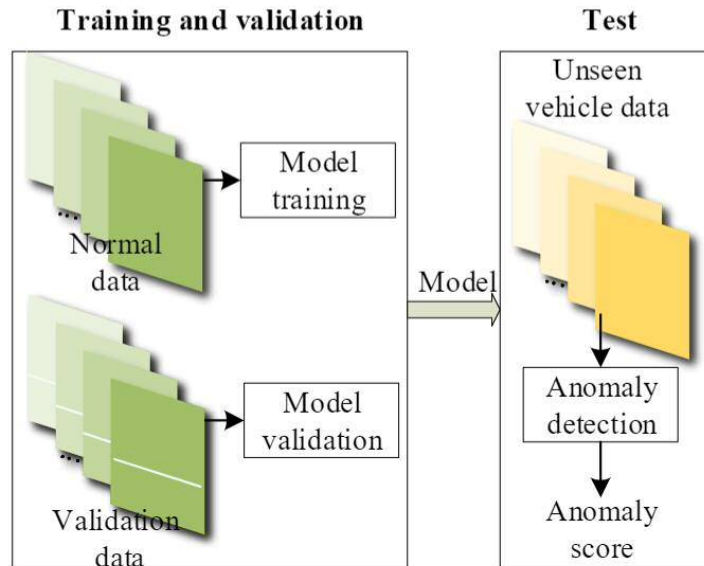 Training and validation
Normal
data
Model
training
Validation
data
Model
validation
Model
Test
Unseen
vehicle data
Anomaly
detection
Anomaly
score